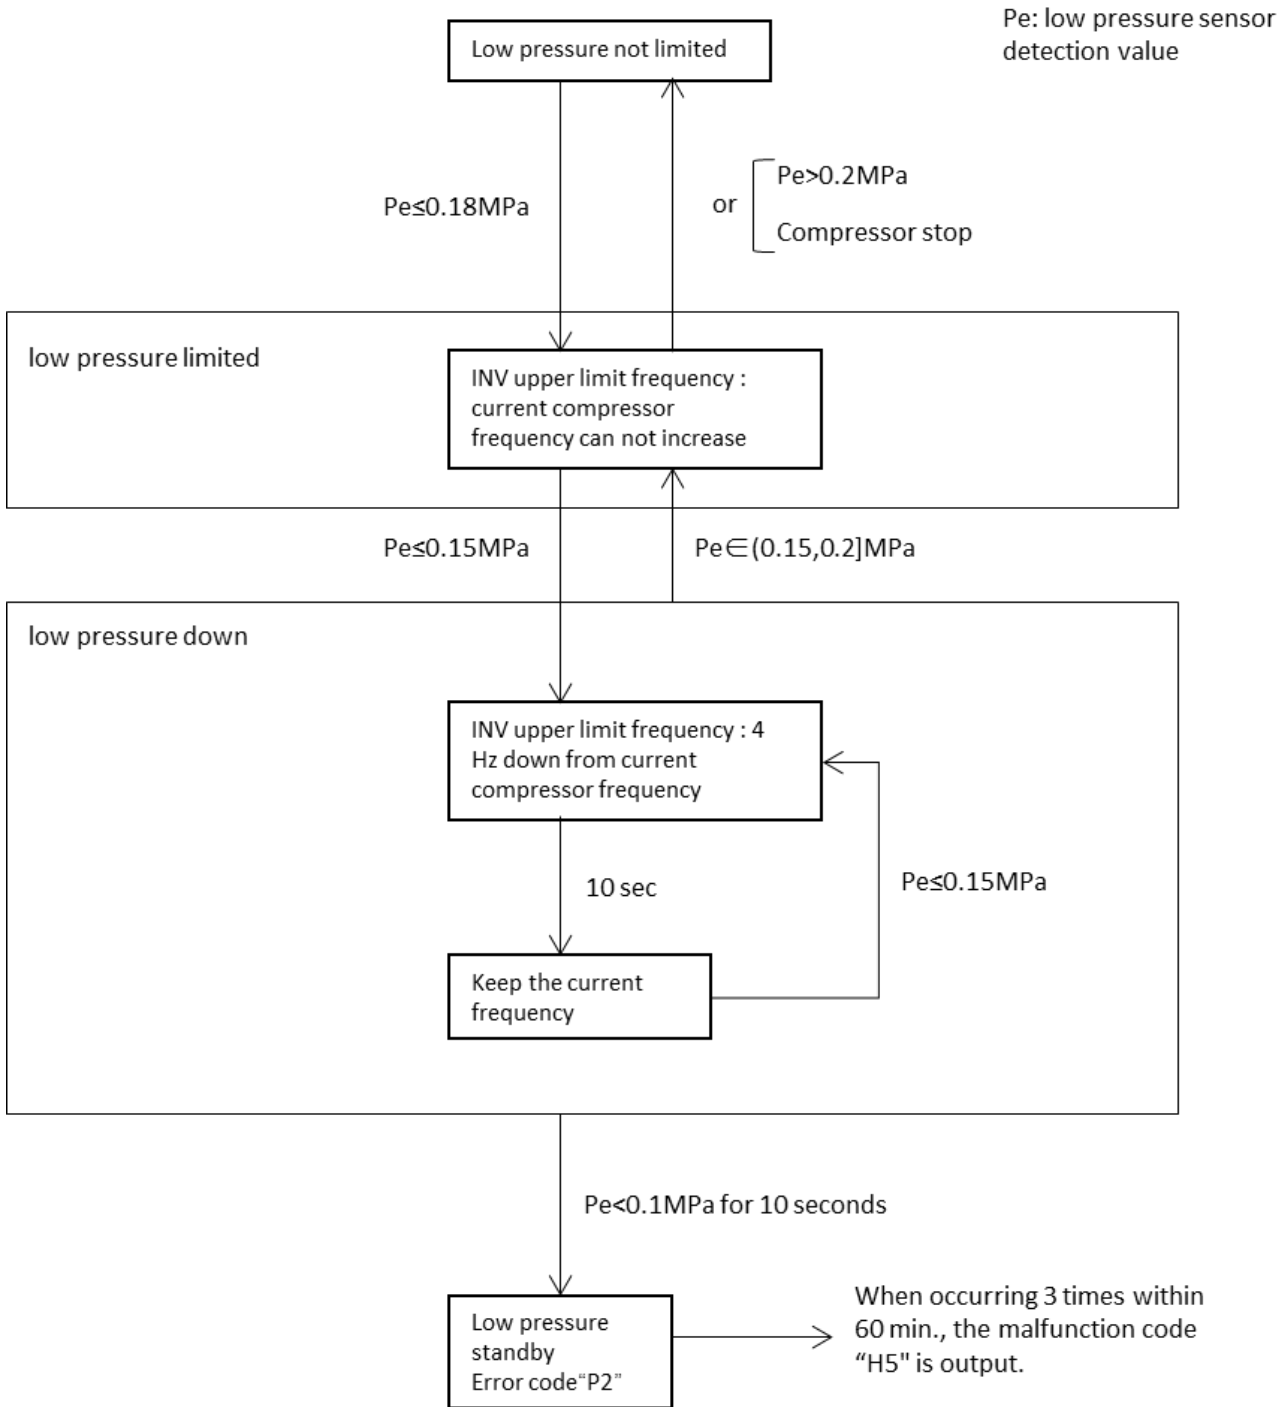 Pe: low pressure sensor
detection value
Low pressure not limited
Pe≤0.18MPa
or
Pe>0.2MPa
Compressor stop
low pressure limited
INV upper limit frequency :
current compressor
frequency can not increase
Pe≤0.15MPa
Pe∈(0.15,0.2]MPa
low pressure down
INV upper limit frequency : 4
Hz down from current
compressor frequency
10 sec
Pe≤0.15MPa
Keep the current
frequency
Pe<0.1MPa for 10 seconds
Low pressure
standby
Error code“P2”
When occurring 3 times within
60 min., the malfunction code
“H5" is output.